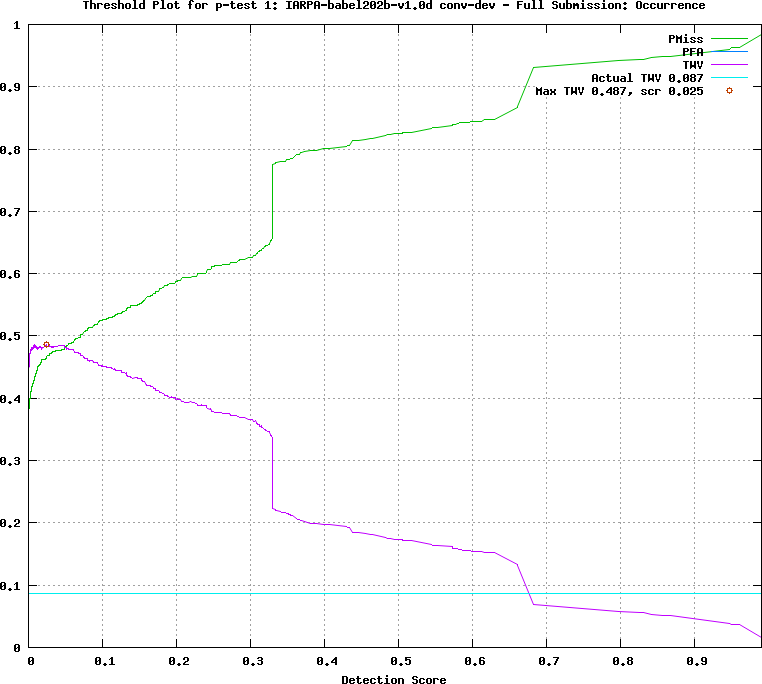 Threshold Plot for p-test 1: IARPA-babel202b-v1.0d conv-dev - Full Submission: Occurrence
1
PMiss
PFA
TWV
Actual TWV 0.087
Max TWV 0.487, scr 0.025
0.9
0.8
0.7
0.6
0.5
0.4
0.3
0.2
0.1
0
0 0.1 0.2 0.3 0.4 0.5 0.6 0.7 0.8 0.9
Detection Score